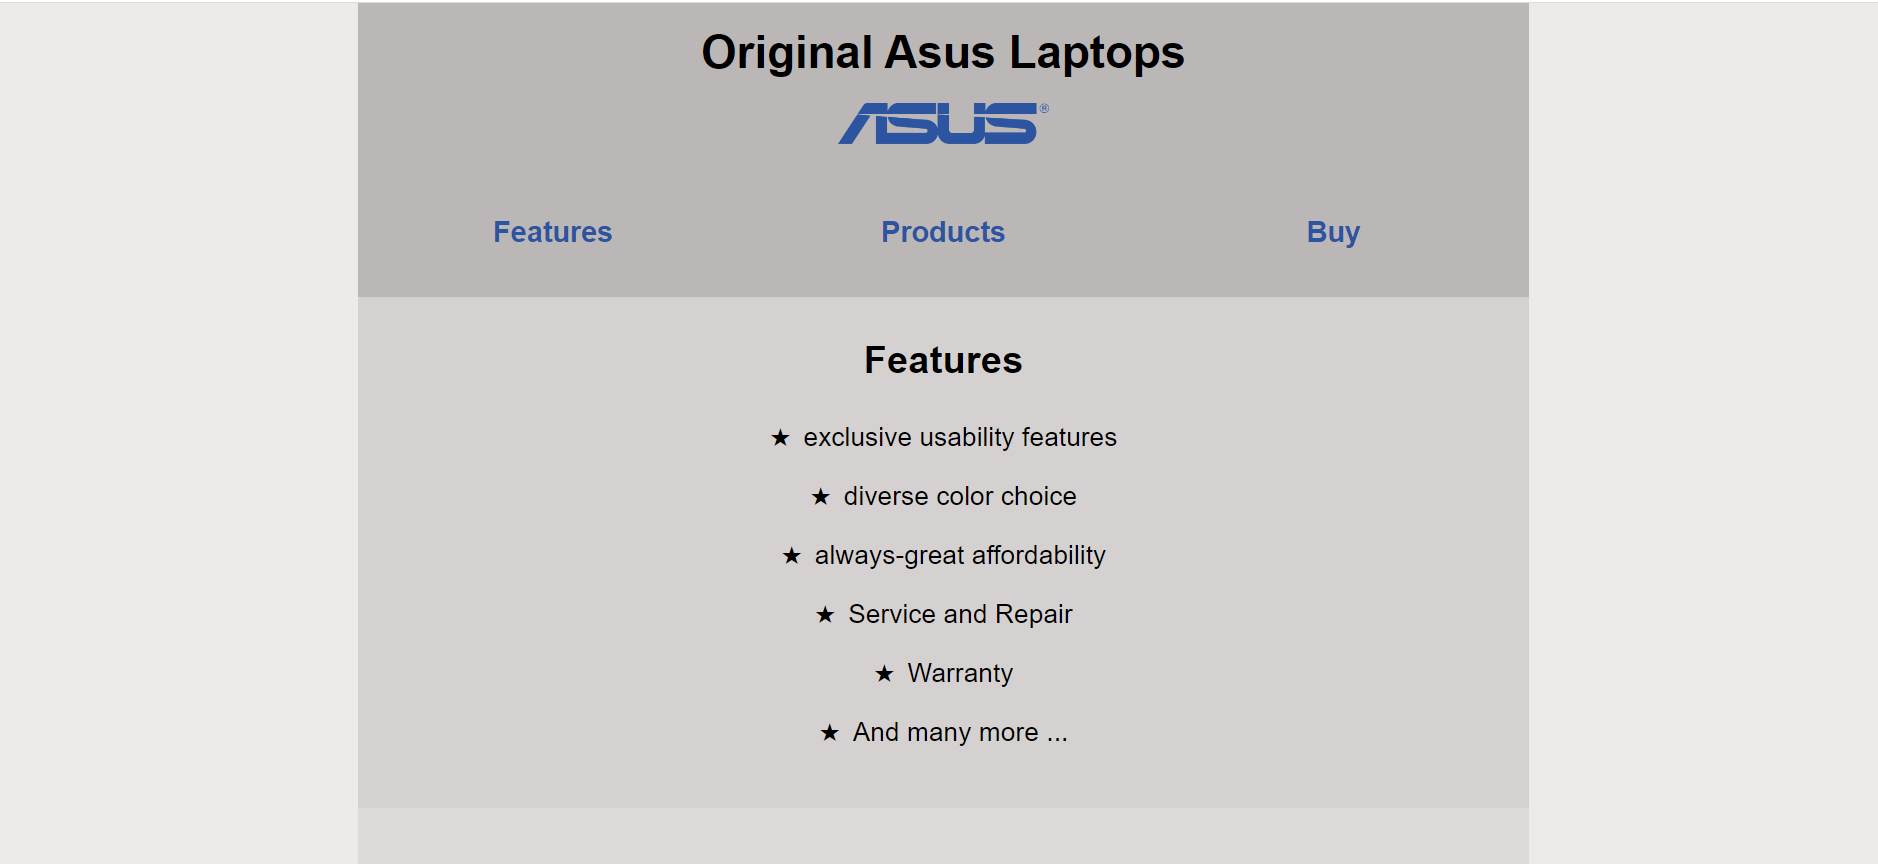 Original Asus Laptops
ASUS®
Features Products Buy
Features
★ exclusive usability features
★ diverse color choice
★ always-great affordability
★ Service and Repair
★ Warranty
★ And many more ...